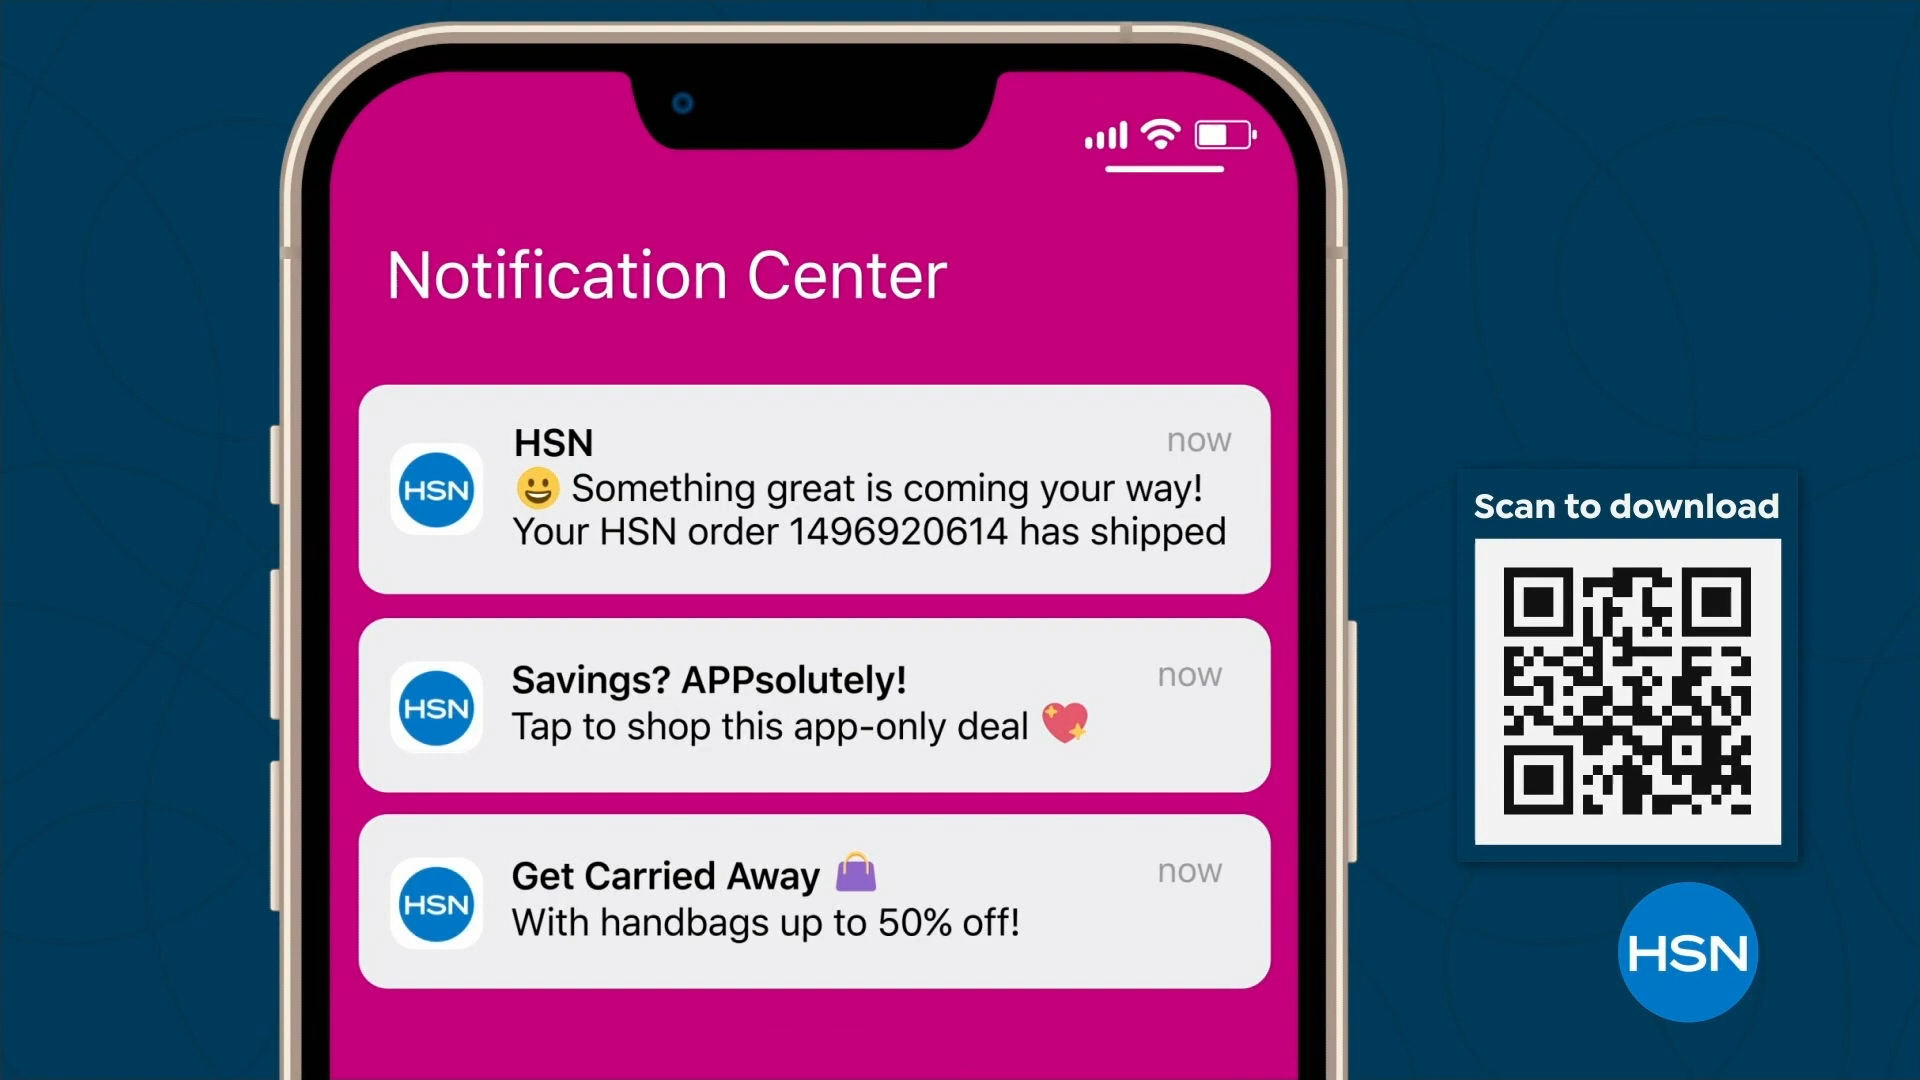 Notification Center
HSN
now
HSN
😀 Something great is coming your way!
Your HSN order 1496920614 has shipped
Savings? APPsolutely!
now
HSN
Tap to shop this app-only deal 💖
Get Carried Away 👜
now
HSN
With handbags up to 50% off!
Scan to download
HSN